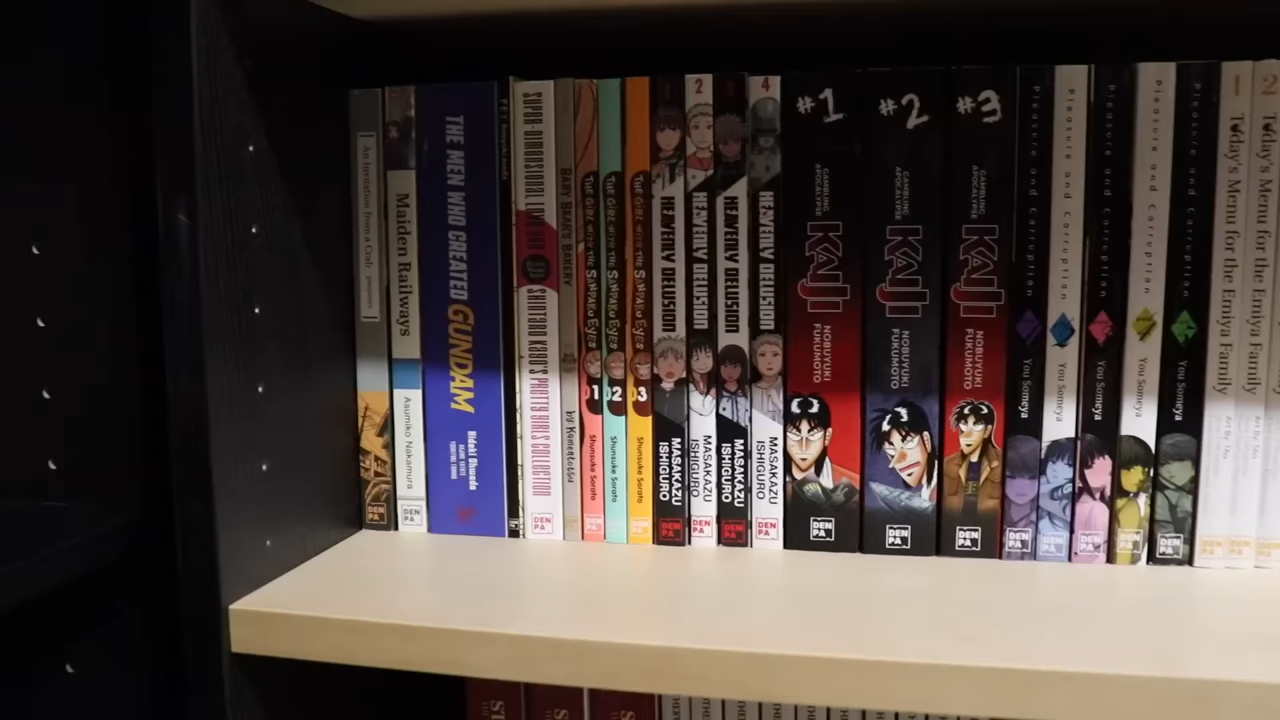 An Invitation from a Crab
DENPA
Maiden Railways
Asumiko Nakamura
DENPA
THE MEN WHO CREATED GUNDAM
Hideki Ohwada
PET
SUPER-DIMENSIONAL LOVE GUN
SHINTARO KAGO'S PRETTY GIRLS COLLECTION
DENPA
BABY BEAR'S BAKERY
by: Kamentotsu
THE GIRL WITH THE SANPAKU EYES
01
Shunsuke Sorato
THE GIRL WITH THE SANPAKU EYES
02
Shunsuke Sorato
THE GIRL WITH THE SANPAKU EYES
03
Shunsuke Sorato
1
HEAVENLY DELUSION
MASAKAZU ISHIGURO
DENPA
2
HEAVENLY DELUSION
MASAKAZU ISHIGURO
DENPA
3
HEAVENLY DELUSION
MASAKAZU ISHIGURO
DENPA
4
HEAVENLY DELUSION
MASAKAZU ISHIGURO
DENPA
#1
GAMBLING APOCALYPSE
KAIJI
NOBUYUKI FUKUMOTO
DENPA
#2
GAMBLING APOCALYPSE
KAIJI
NOBUYUKI FUKUMOTO
DENPA
#3
GAMBLING APOCALYPSE
KAIJI
NOBUYUKI FUKUMOTO
DENPA
Pleasure and Corruption
You Someya
DENPA
Pleasure and Corruption
You Someya
DENPA
Pleasure and Corruption
You Someya
DENPA
Pleasure and Corruption
You Someya
DENPA
Pleasure and Corruption
You Someya
DENPA
1
Today's Menu for the Emiya Family
2
Today's Menu for the Emiya Family